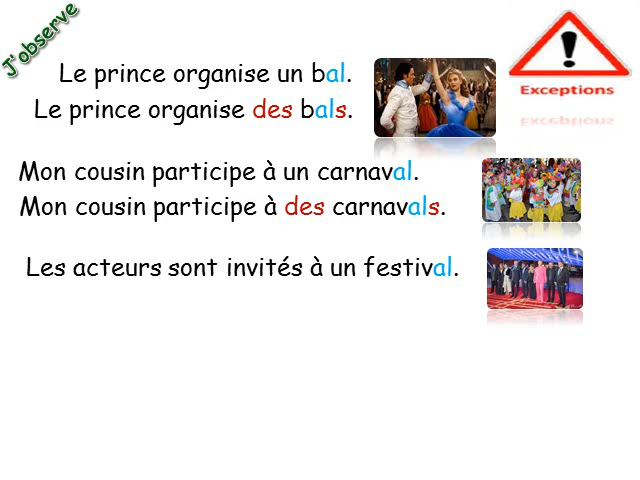 J'observe
Exceptions
Le prince organise un bal.
Le prince organise des bals.
Mon cousin participe à un carnaval.
Mon cousin participe à des carnavals.
Les acteurs sont invités à un festival.